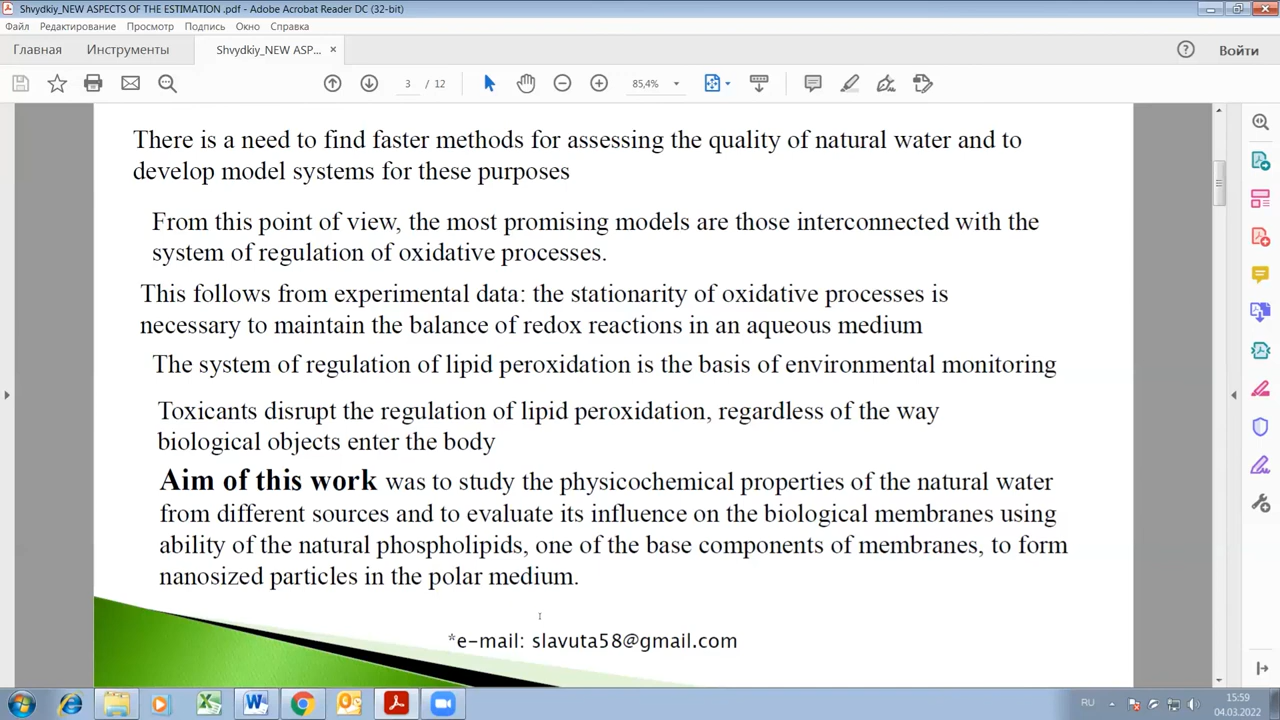 Shvydkiy_NEW ASPECTS OF THE ESTIMATION .pdf - Adobe Acrobat Reader DC (32-bit)
Файл Редактирование Просмотр Подпись Окно Справка
Главная Инструменты Shvydkiy_NEW ASP... × Войти
3 / 12 85,4%
There is a need to find faster methods for assessing the quality of natural water and to
develop model systems for these purposes
From this point of view, the most promising models are those interconnected with the
system of regulation of oxidative processes.
This follows from experimental data: the stationarity of oxidative processes is
necessary to maintain the balance of redox reactions in an aqueous medium
The system of regulation of lipid peroxidation is the basis of environmental monitoring
Toxicants disrupt the regulation of lipid peroxidation, regardless of the way
biological objects enter the body
Aim of this work was to study the physicochemical properties of the natural water
from different sources and to evaluate its influence on the biological membranes using
ability of the natural phospholipids, one of the base components of membranes, to form
nanosized particles in the polar medium.
*e-mail: slavuta58@gmail.com
RU 15:59
04.03.2022